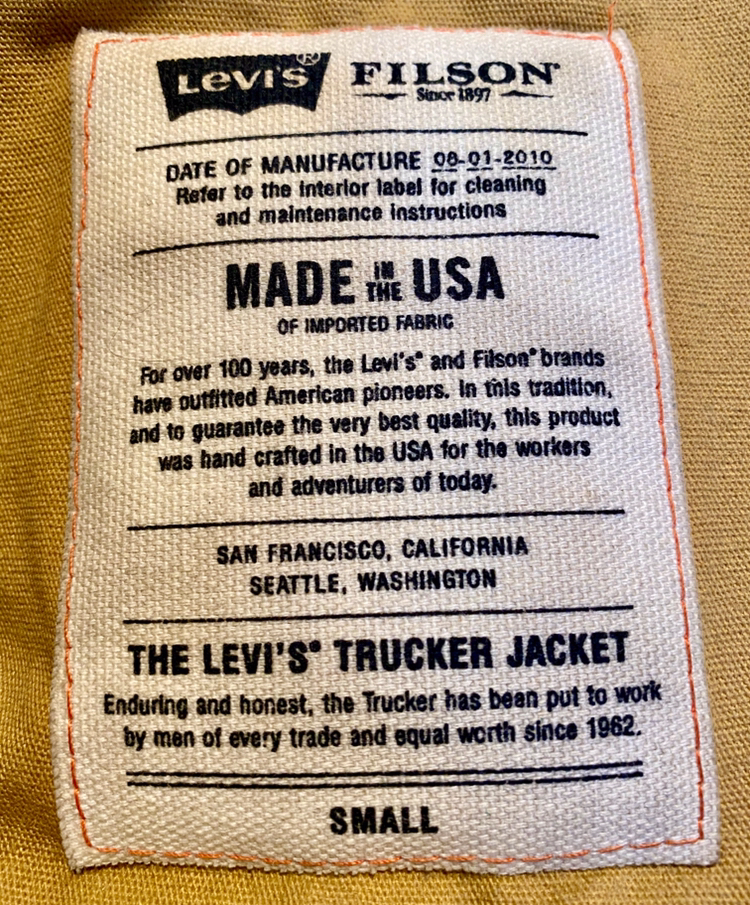 Levi's® FILSON®
Since 1897
DATE OF MANUFACTURE 08-01-2010
Refer to the interior label for cleaning
and maintenance instructions
MADE IN THE USA
OF IMPORTED FABRIC
For over 100 years, the Levi's® and Filson® brands
have outfitted American pioneers. In this tradition,
and to guarantee the very best quality, this product
was hand crafted in the USA for the workers
and adventurers of today.
SAN FRANCISCO, CALIFORNIA
SEATTLE, WASHINGTON
THE LEVI'S® TRUCKER JACKET
Enduring and honest, the Trucker has been put to work
by men of every trade and equal worth since 1962.
SMALL